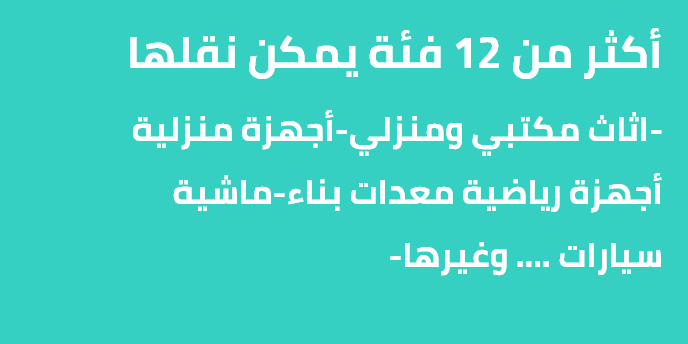 أكثر من 12 فئة يمكن نقلها
-اثاث مكتبي ومنزلي-أجهزة منزلية
أجهزة رياضية معدات بناء-ماشية
سيارات .... وغيرها-